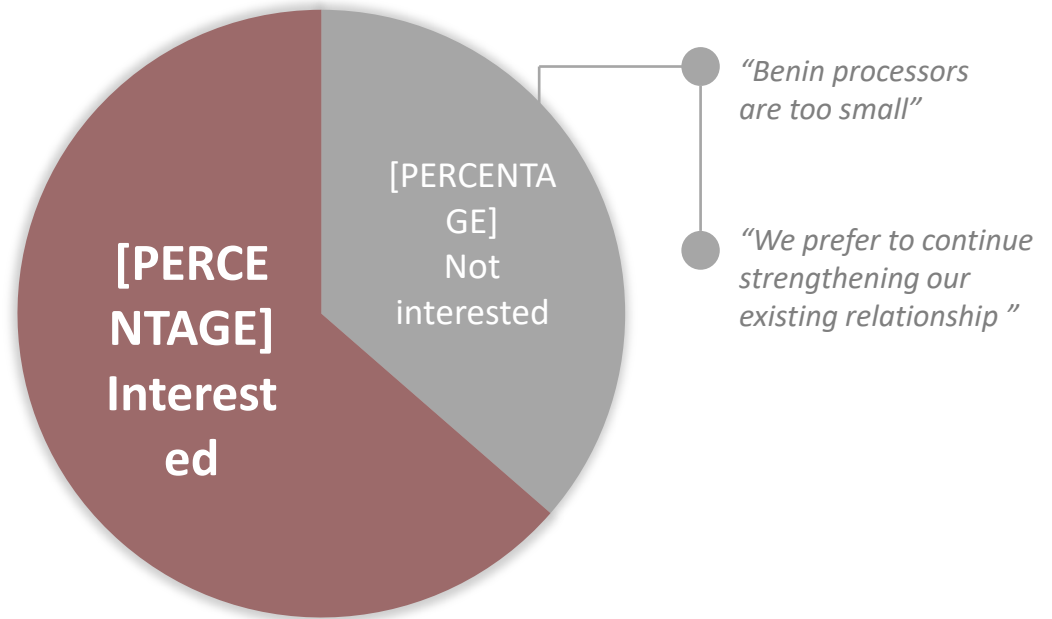 [PERCE
NTAGE]
Interest
ed
[PERCENTA
GE]
Not
interested
“Benin processors
are too small”
“We prefer to continue
strengthening our
existing relationship ”